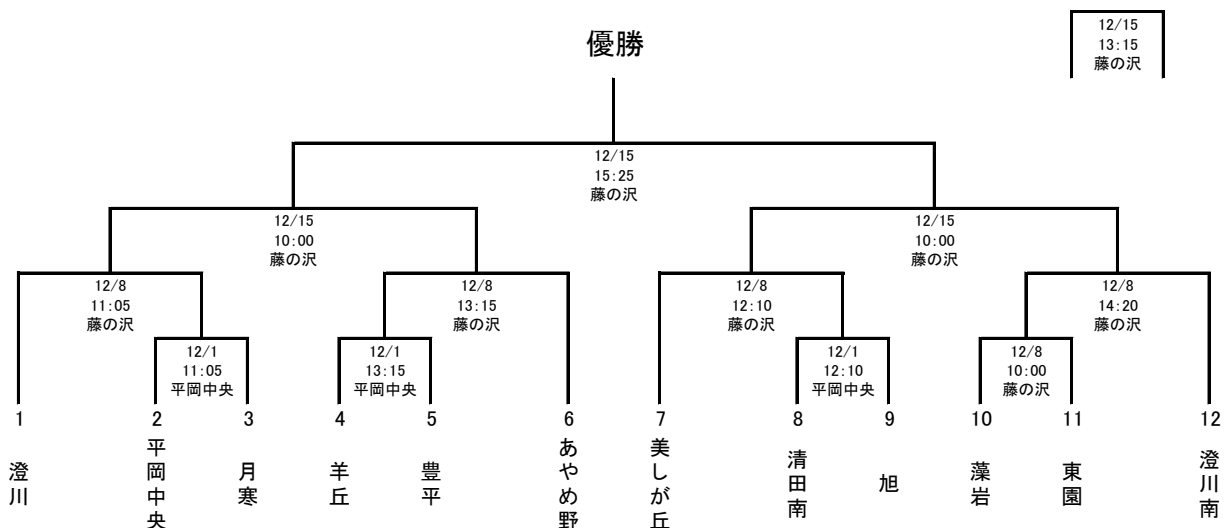 優勝
12/15
13:15
藤の沢
12/15
15:25
藤の沢
12/15
10:00
藤の沢
12/15
10:00
藤の沢
12/8
11:05
藤の沢
12/8
13:15
藤の沢
12/8
12:10
藤の沢
12/8
14:20
藤の沢
12/1
11:05
平岡中央
12/1
13:15
平岡中央
12/1
12:10
平岡中央
12/8
10:00
藤の沢
1 2 3 4 5 6 7 8 9 10 11 12
澄川
平岡中央
月寒
羊丘
豊平
あやめ野
美しが丘
清田南
旭
藻岩
東園
澄川南